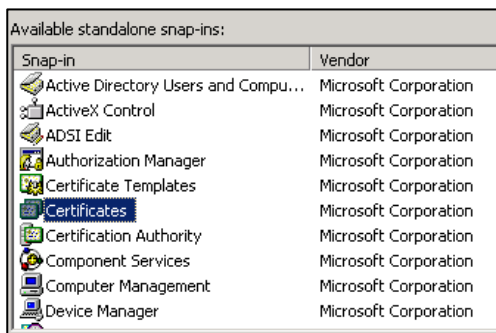 Available standalone snap-ins:
Snap-in Vendor
Active Directory Users and Compu... Microsoft Corporation
ActiveX Control Microsoft Corporation
ADSI Edit Microsoft Corporation
Authorization Manager Microsoft Corporation
Certificate Templates Microsoft Corporation
Certificates Microsoft Corporation
Certification Authority Microsoft Corporation
Component Services Microsoft Corporation
Computer Management Microsoft Corporation
Device Manager Microsoft Corporation